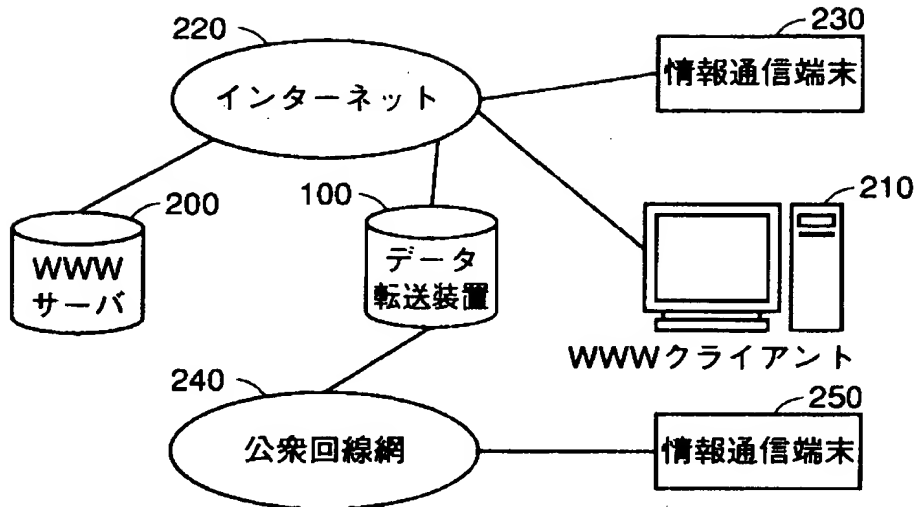 220
インターネット
230
情報通信端末
200
WWW
サーバ
100
データ
転送装置
210
WWWクライアント
240
公衆回線網
250
情報通信端末